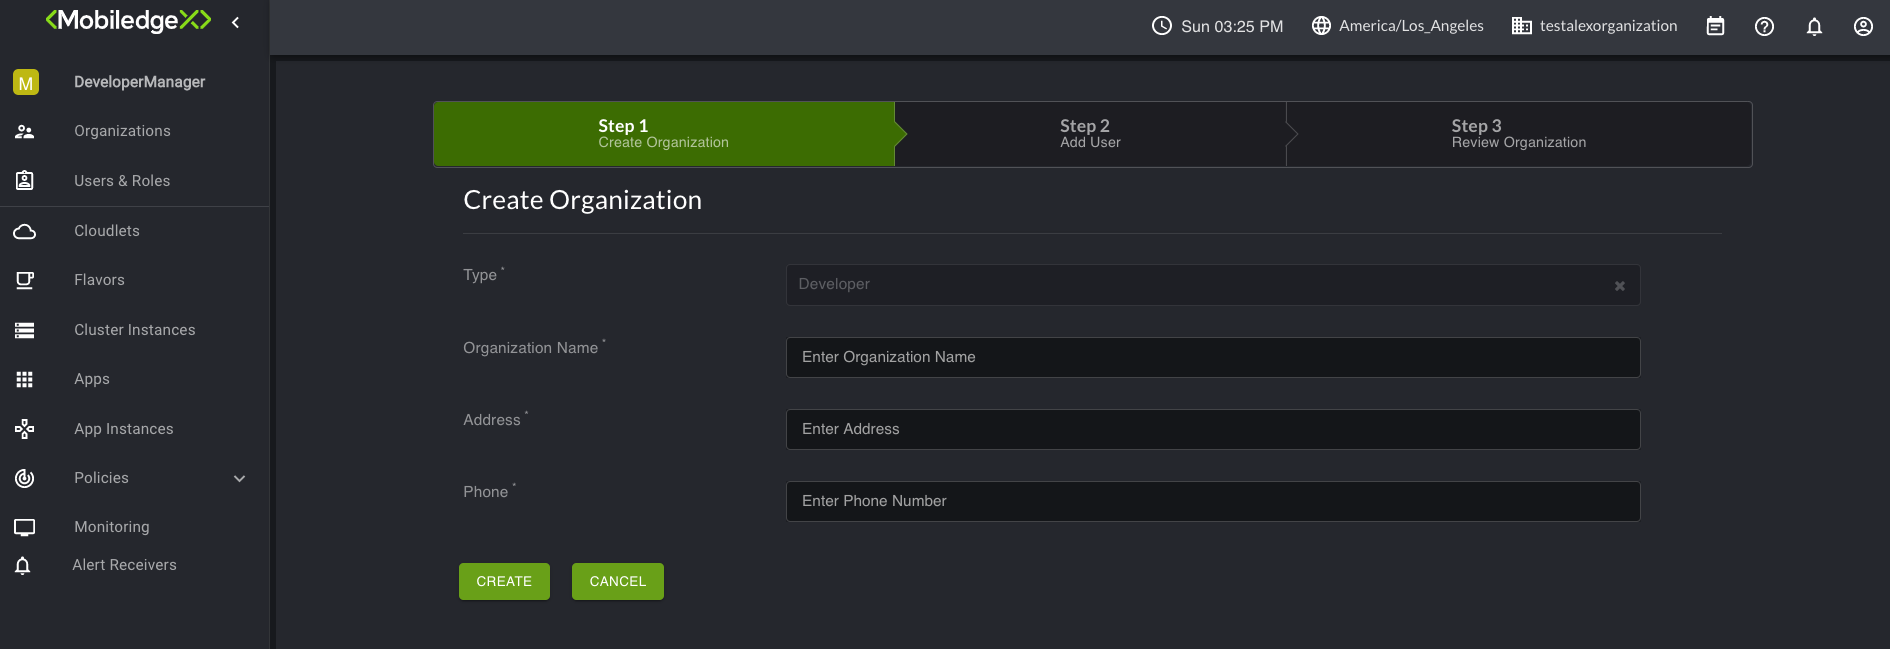 <MobiledgeX>
Sun 03:25 PM
America/Los_Angeles
testalexorganization
M
DeveloperManager
Organizations
Users & Roles
Cloudlets
Flavors
Cluster Instances
Apps
App Instances
Policies
Monitoring
Alert Receivers
Step 1
Create Organization
Step 2
Add User
Step 3
Review Organization
Create Organization
Type *
Developer
Organization Name *
Enter Organization Name
Address *
Enter Address
Phone *
Enter Phone Number
CREATE
CANCEL